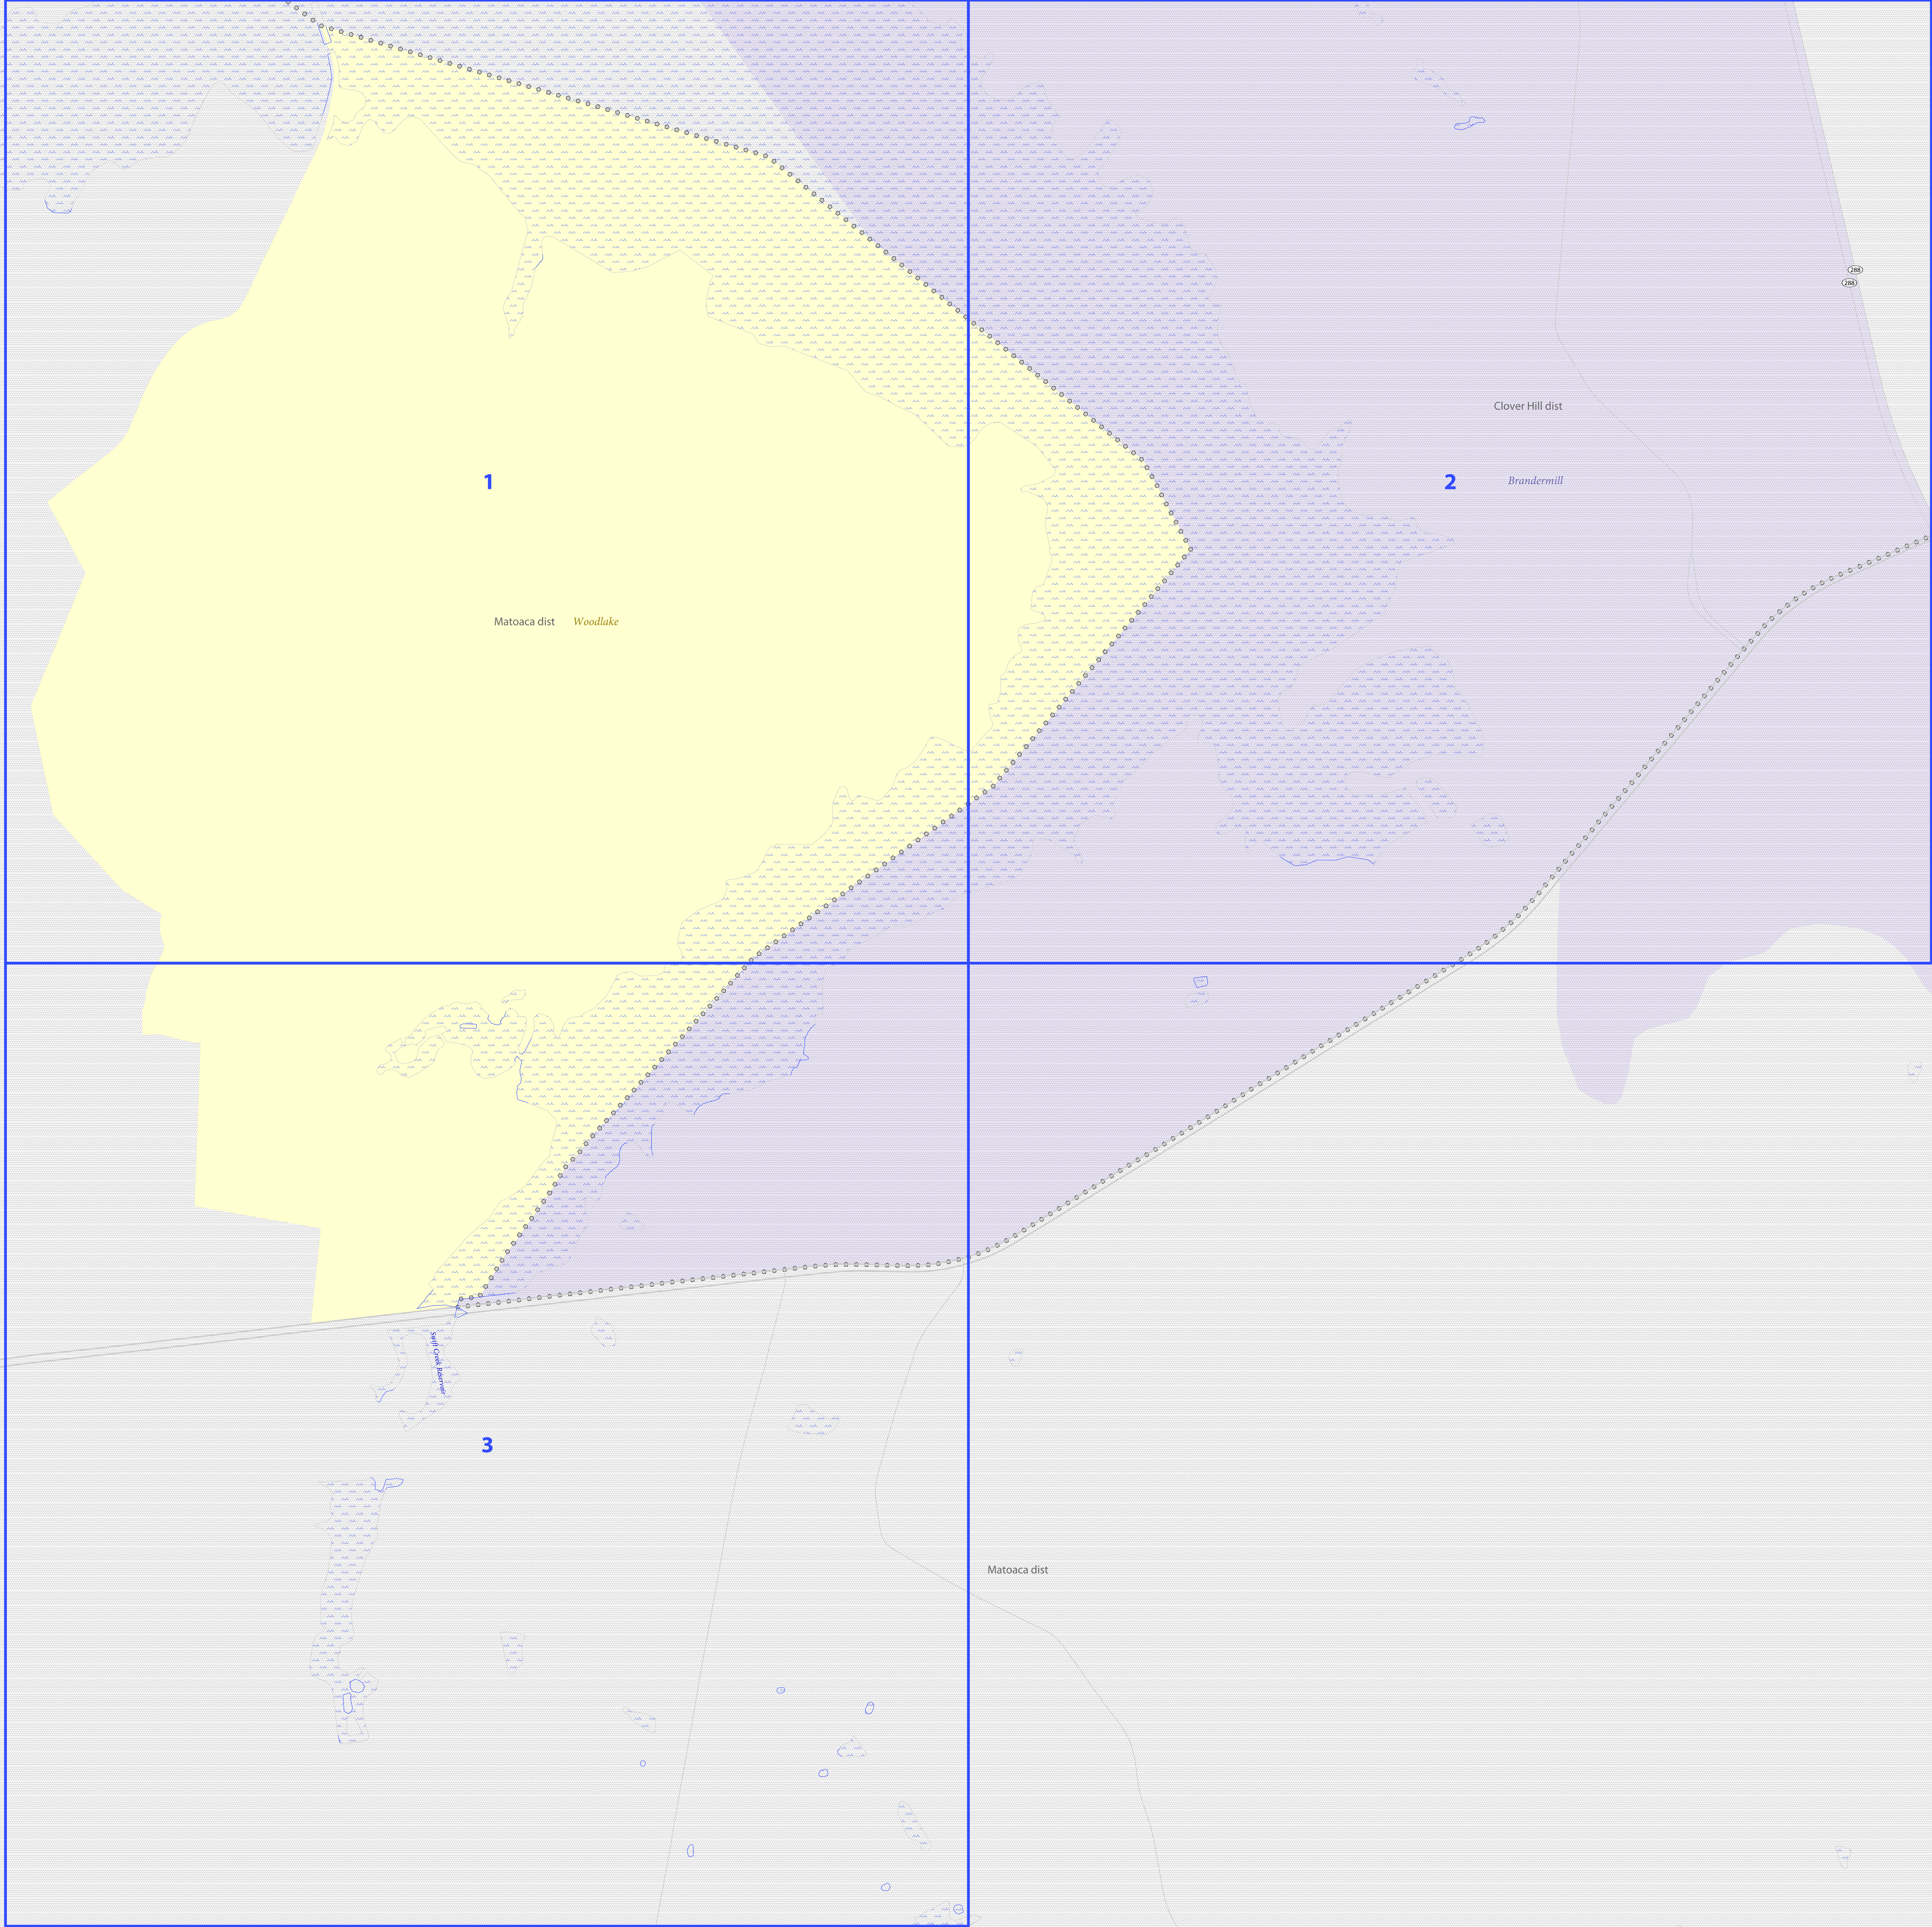 288
288
Clover Hill dist
1
2
Brandermill
Matoaca dist
Woodlake
Swift Creek Reservoir
3
Matoaca dist